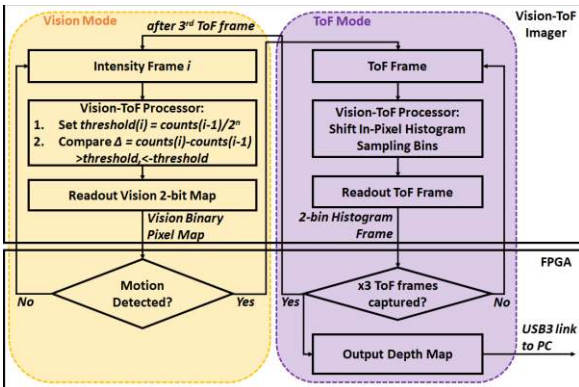 Vision Mode
after 3rd ToF frame
ToF Mode
Vision-ToF
Imager
Intensity Frame i
ToF Frame
Vision-ToF Processor:
1. Set threshold(i) = counts(i-1)/2ⁿ
2. Compare Δ = counts(i)-counts(i-1)
>threshold,<-threshold
Vision-ToF Processor:
Shift In-Pixel Histogram
Sampling Bins
Readout Vision 2-bit Map
Readout ToF Frame
Vision Binary
Pixel Map
2-bin Histogram
Frame
FPGA
Motion
Detected?
No
Yes
x3 ToF frames
captured?
Yes
No
Output Depth Map
USB3 link
to PC